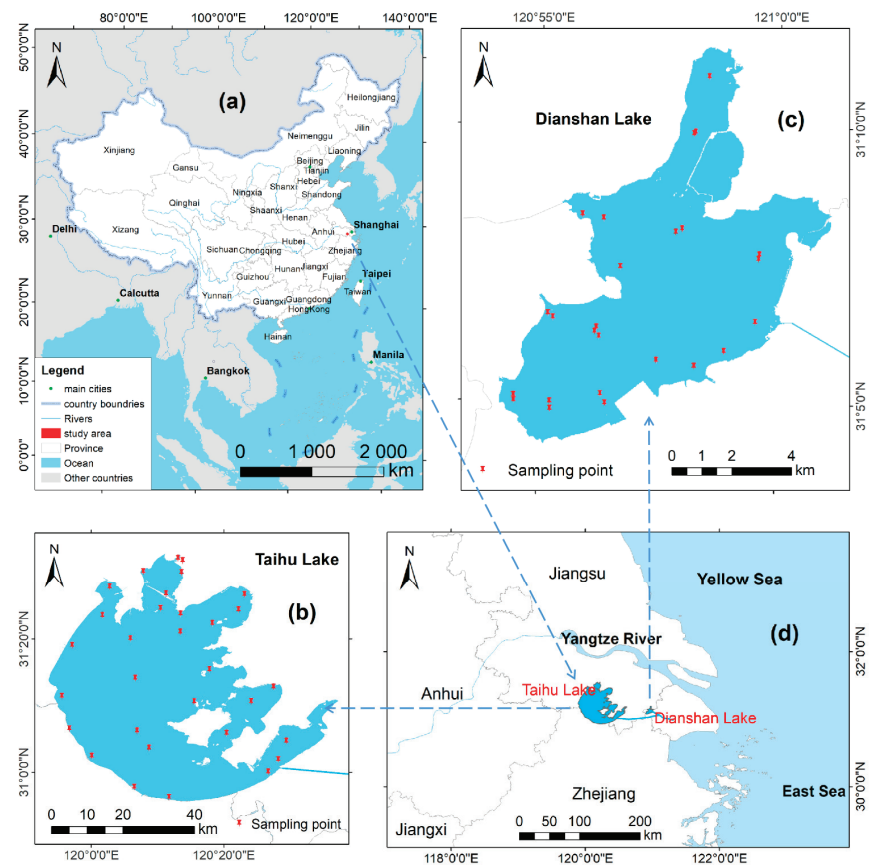 80°0'0"E
100°0'0"E
120°0'0"E
140°0'0"E
50°0'0"N
40°0'0"N
30°0'0"N
20°0'0"N
10°0'0"N
0°0'0"
N
(a)
Heilongjiang
Jilin
Neimenggu
Liaoning
Xinjiang
Beijing
Tianjin
Gansu
Hebei
Shanxi
Ningxia
Shandong
Qinghai
Shaanxi
Henan
Shanghai
Delhi
Anhui
Xizang
Hubei
Zhejiang
Sichuan
Chongqing
Hunan
Jiangxi
Guizhou
Fujian
Taipei
Calcutta
Yunnan
Guangxi
Guangdong
Taiwan
HongKong
Hainan
Manila
Bangkok
Legend
main cities
country boundries
Rivers
study area
Province
Ocean
Other countries
0 1 000 2 000
km
120°55'0"E
121°0'0"E
N
Dianshan Lake
(c)
31°10'0"N
31°5'0"N
Sampling point
0 1 2 4
km
N
Taihu Lake
(b)
31°20'0"N
31°0'0"N
0 10 20 40
km
Sampling point
120°0'0"E
120°20'0"E
N
Jiangsu
Yellow Sea
(d)
Yangtze River
32°0'0"N
Anhui
Taihu Lake
Dianshan Lake
Zhejiang
East Sea
30°0'0"N
Jiangxi
0 50 100 200
km
118°0'0"E
120°0'0"E
122°0'0"E